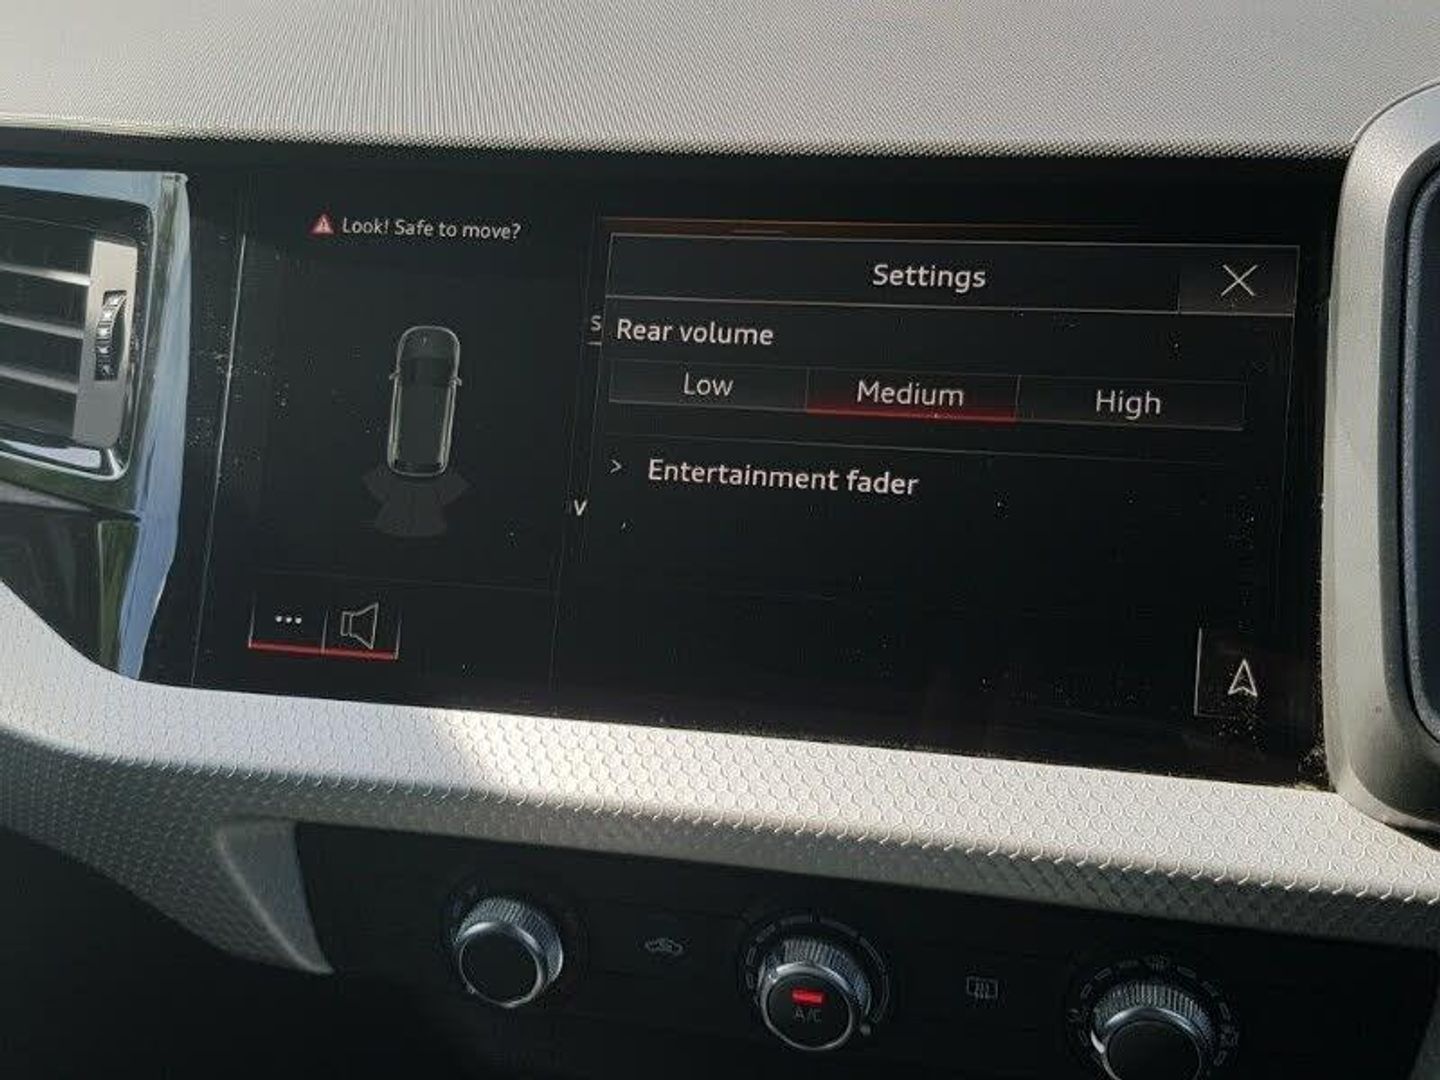 Look! Safe to move?
Settings
Rear volume
Low Medium High
> Entertainment fader
A/C